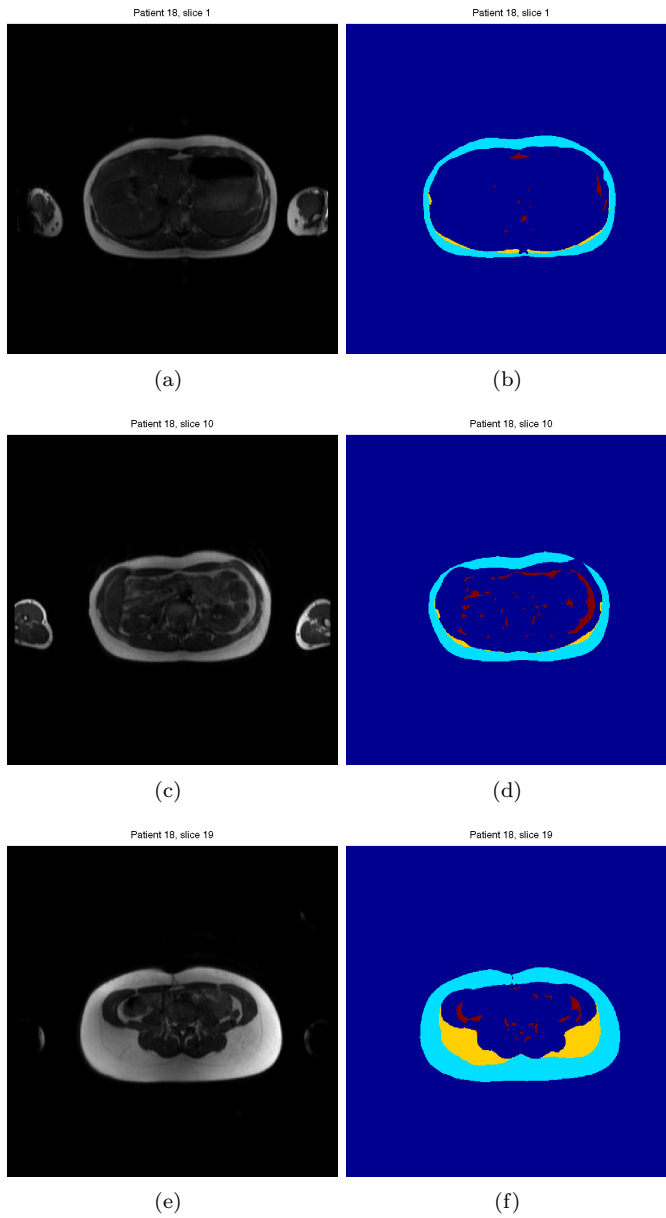 Patient 18, slice 1
Patient 18, slice 1
(a)
(b)
Patient 18, slice 10
Patient 18, slice 10
(c)
(d)
Patient 18, slice 19
Patient 18, slice 19
(e)
(f)